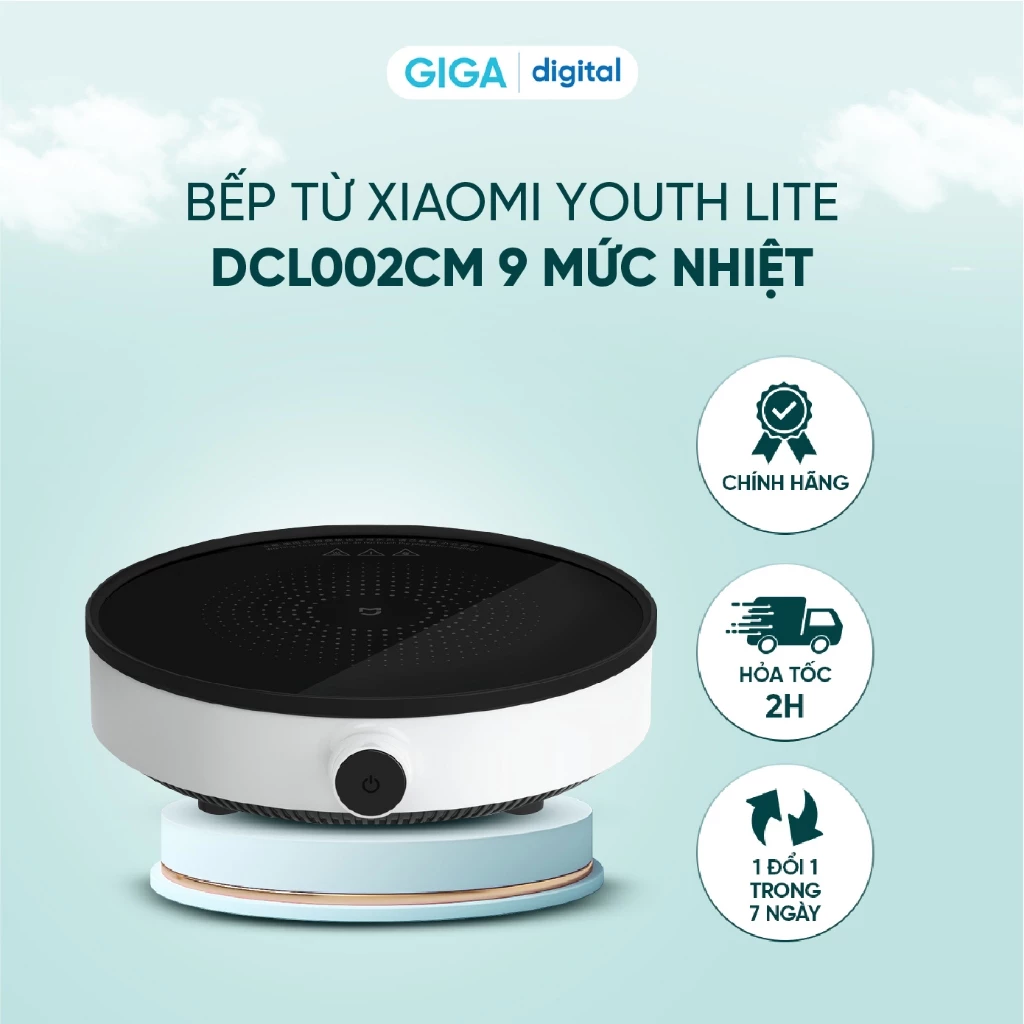 GIGA digital
BẾP TỪ XIAOMI YOUTH LITE
DCL002CM 9 MỨC NHIỆT
CHÍNH HÃNG
HỎA TỐC
2H
1 ĐỔI 1
TRONG
7 NGÀY